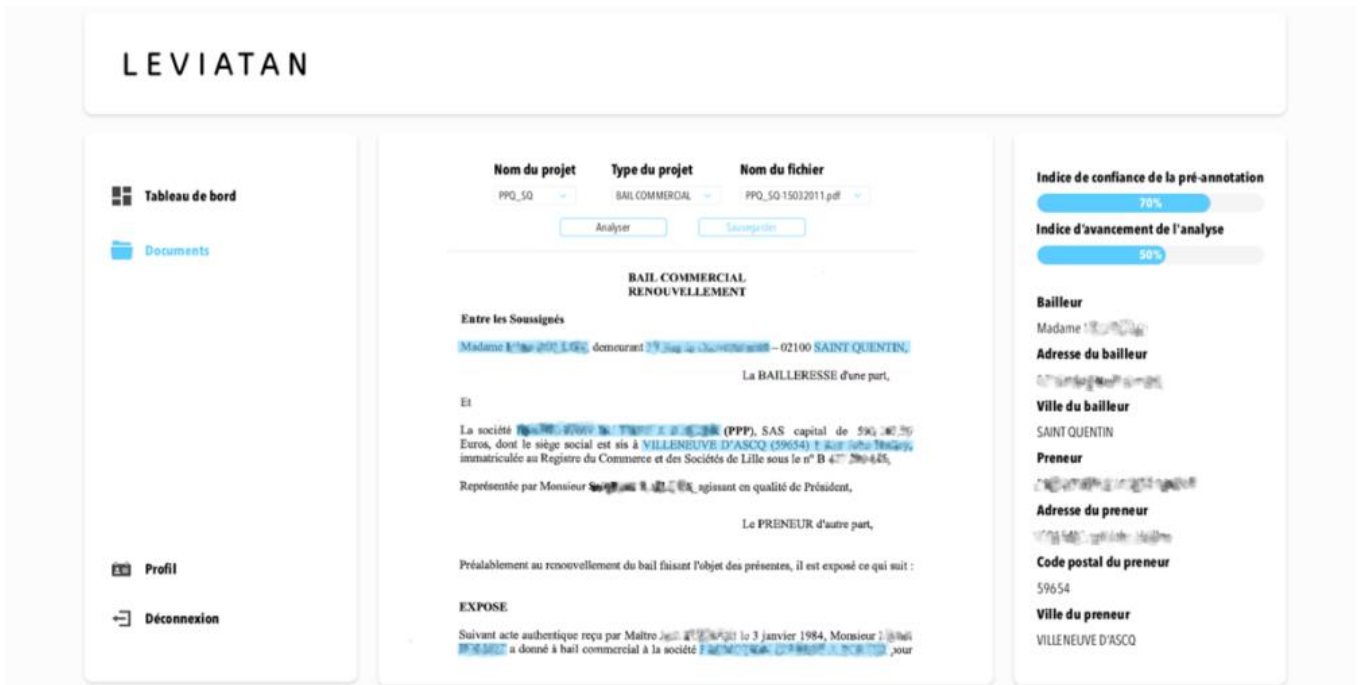 LEVIATAN
Tableau de bord
Documents
Profil
Déconnexion
Nom du projet Type du projet Nom du fichier
PPQ_SQ BAIL COMMERCIAL PPQ_SQ-15032011.pdf
Analyser Sauvegarder
BAIL COMMERCIAL
RENOUVELLEMENT
Entre les Soussignés
Madame demeurant – 02100 SAINT QUENTIN,
La BAILLERESSE d'une part,
Et
La société (PPP), SAS capital de
Euros, dont le siège social est sis à VILLENEUVE D'ASCQ (59654)
immatriculée au Registre du Commerce et des Sociétés de Lille sous le nº B
Représentée par Monsieur agissant en qualité de Président,
Le PRENEUR d'autre part,
Préalablement au renouvellement du bail faisant l'objet des présentes, il est exposé ce qui suit :
EXPOSE
Suivant acte authentique reçu par Maître le 3 janvier 1984, Monsieur
a donné à bail commercial à la société pour
Indice de confiance de la pré-annotation
70%
Indice d'avancement de l'analyse
50%
Bailleur
Madame
Adresse du bailleur
Ville du bailleur
SAINT QUENTIN
Preneur
Adresse du preneur
Code postal du preneur
59654
Ville du preneur
VILLENEUVE D'ASCQ